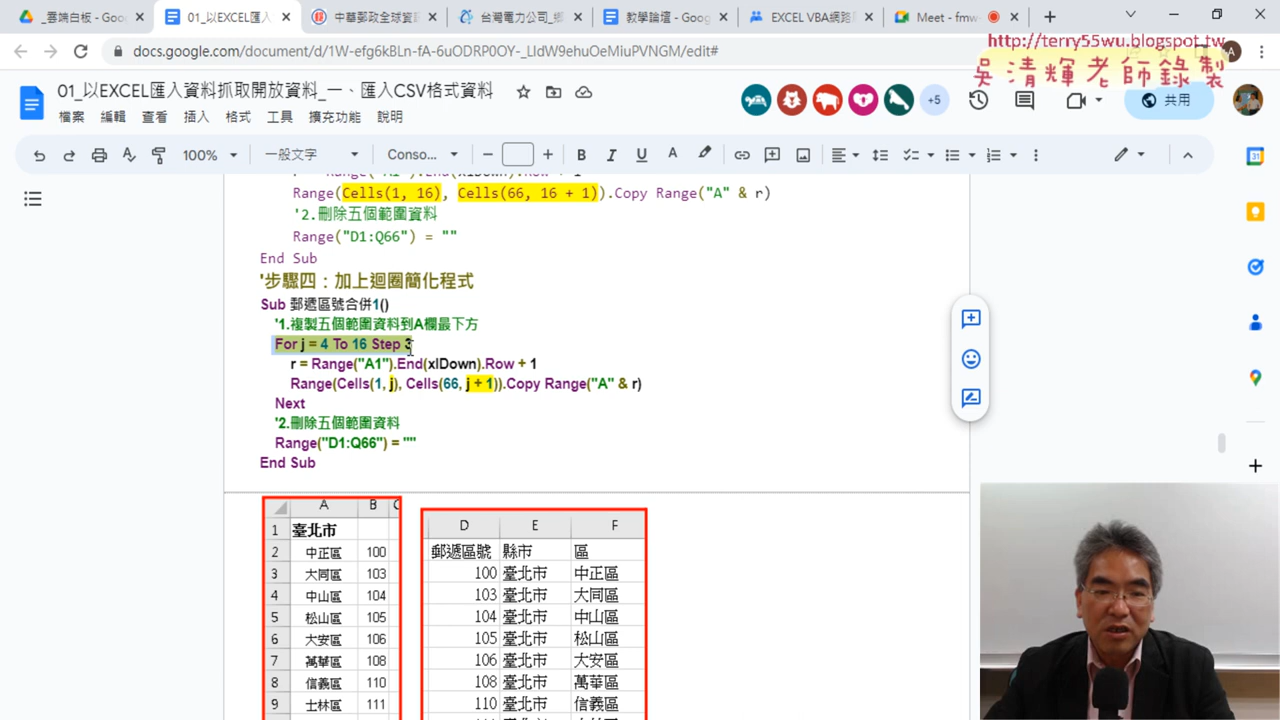 _雲端白板 - Goo
01_以EXCEL匯入
中華郵政全球資訊
台灣電力公司_鄉
教學論壇 - Goog
EXCEL VBA網路
Meet - fmw
docs.google.com/document/d/1W-efg6kBLn-fA-6uODRP0OY-_LIdW9ehuOeMiuPVNGM/edit#
http://terry55wu.blogspot.tw
吳清輝老師錄製
01_以EXCEL匯入資料抓取開放資料_一、匯入CSV格式資料
+5
共用
檔案 編輯 查看 插入 格式 工具 擴充功能 說明
100% 一般文字 Conso...
r = Range("A1").End(xlDown).Row + 1
Range(Cells(1, 16), Cells(66, 16 + 1)).Copy Range("A" & r)
'2.刪除五個範圍資料
Range("D1:Q66") = ""
End Sub
'步驟四：加上迴圈簡化程式
Sub 郵遞區號合併1()
'1.複製五個範圍資料到A欄最下方
For j = 4 To 16 Step 3
r = Range("A1").End(xlDown).Row + 1
Range(Cells(1, j), Cells(66, j + 1)).Copy Range("A" & r)
Next
'2.刪除五個範圍資料
Range("D1:Q66") = ""
End Sub
A B C
1 臺北市
2 中正區 100
3 大同區 103
4 中山區 104
5 松山區 105
6 大安區 106
7 萬華區 108
8 信義區 110
9 士林區 111
D E F
郵遞區號 縣市 區
100 臺北市 中正區
103 臺北市 大同區
104 臺北市 中山區
105 臺北市 松山區
106 臺北市 大安區
108 臺北市 萬華區
110 臺北市 信義區